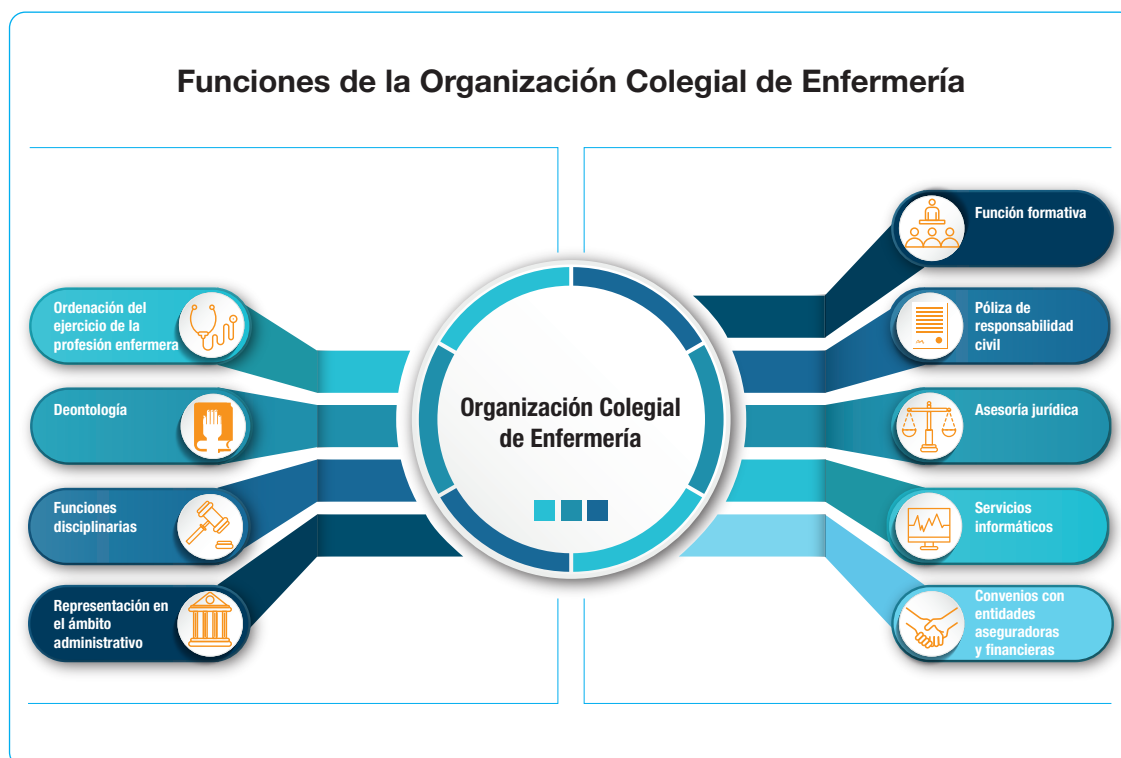 Funciones de la Organización Colegial de Enfermería
Ordenación del
ejercicio de la
profesión enfermera
Deontología
Funciones
disciplinarias
Representación en
el ámbito
administrativo
Organización Colegial
de Enfermería
Función formativa
Póliza de
responsabilidad
civil
Asesoría jurídica
Servicios
informáticos
Convenios con
entidades
aseguradoras
y financieras